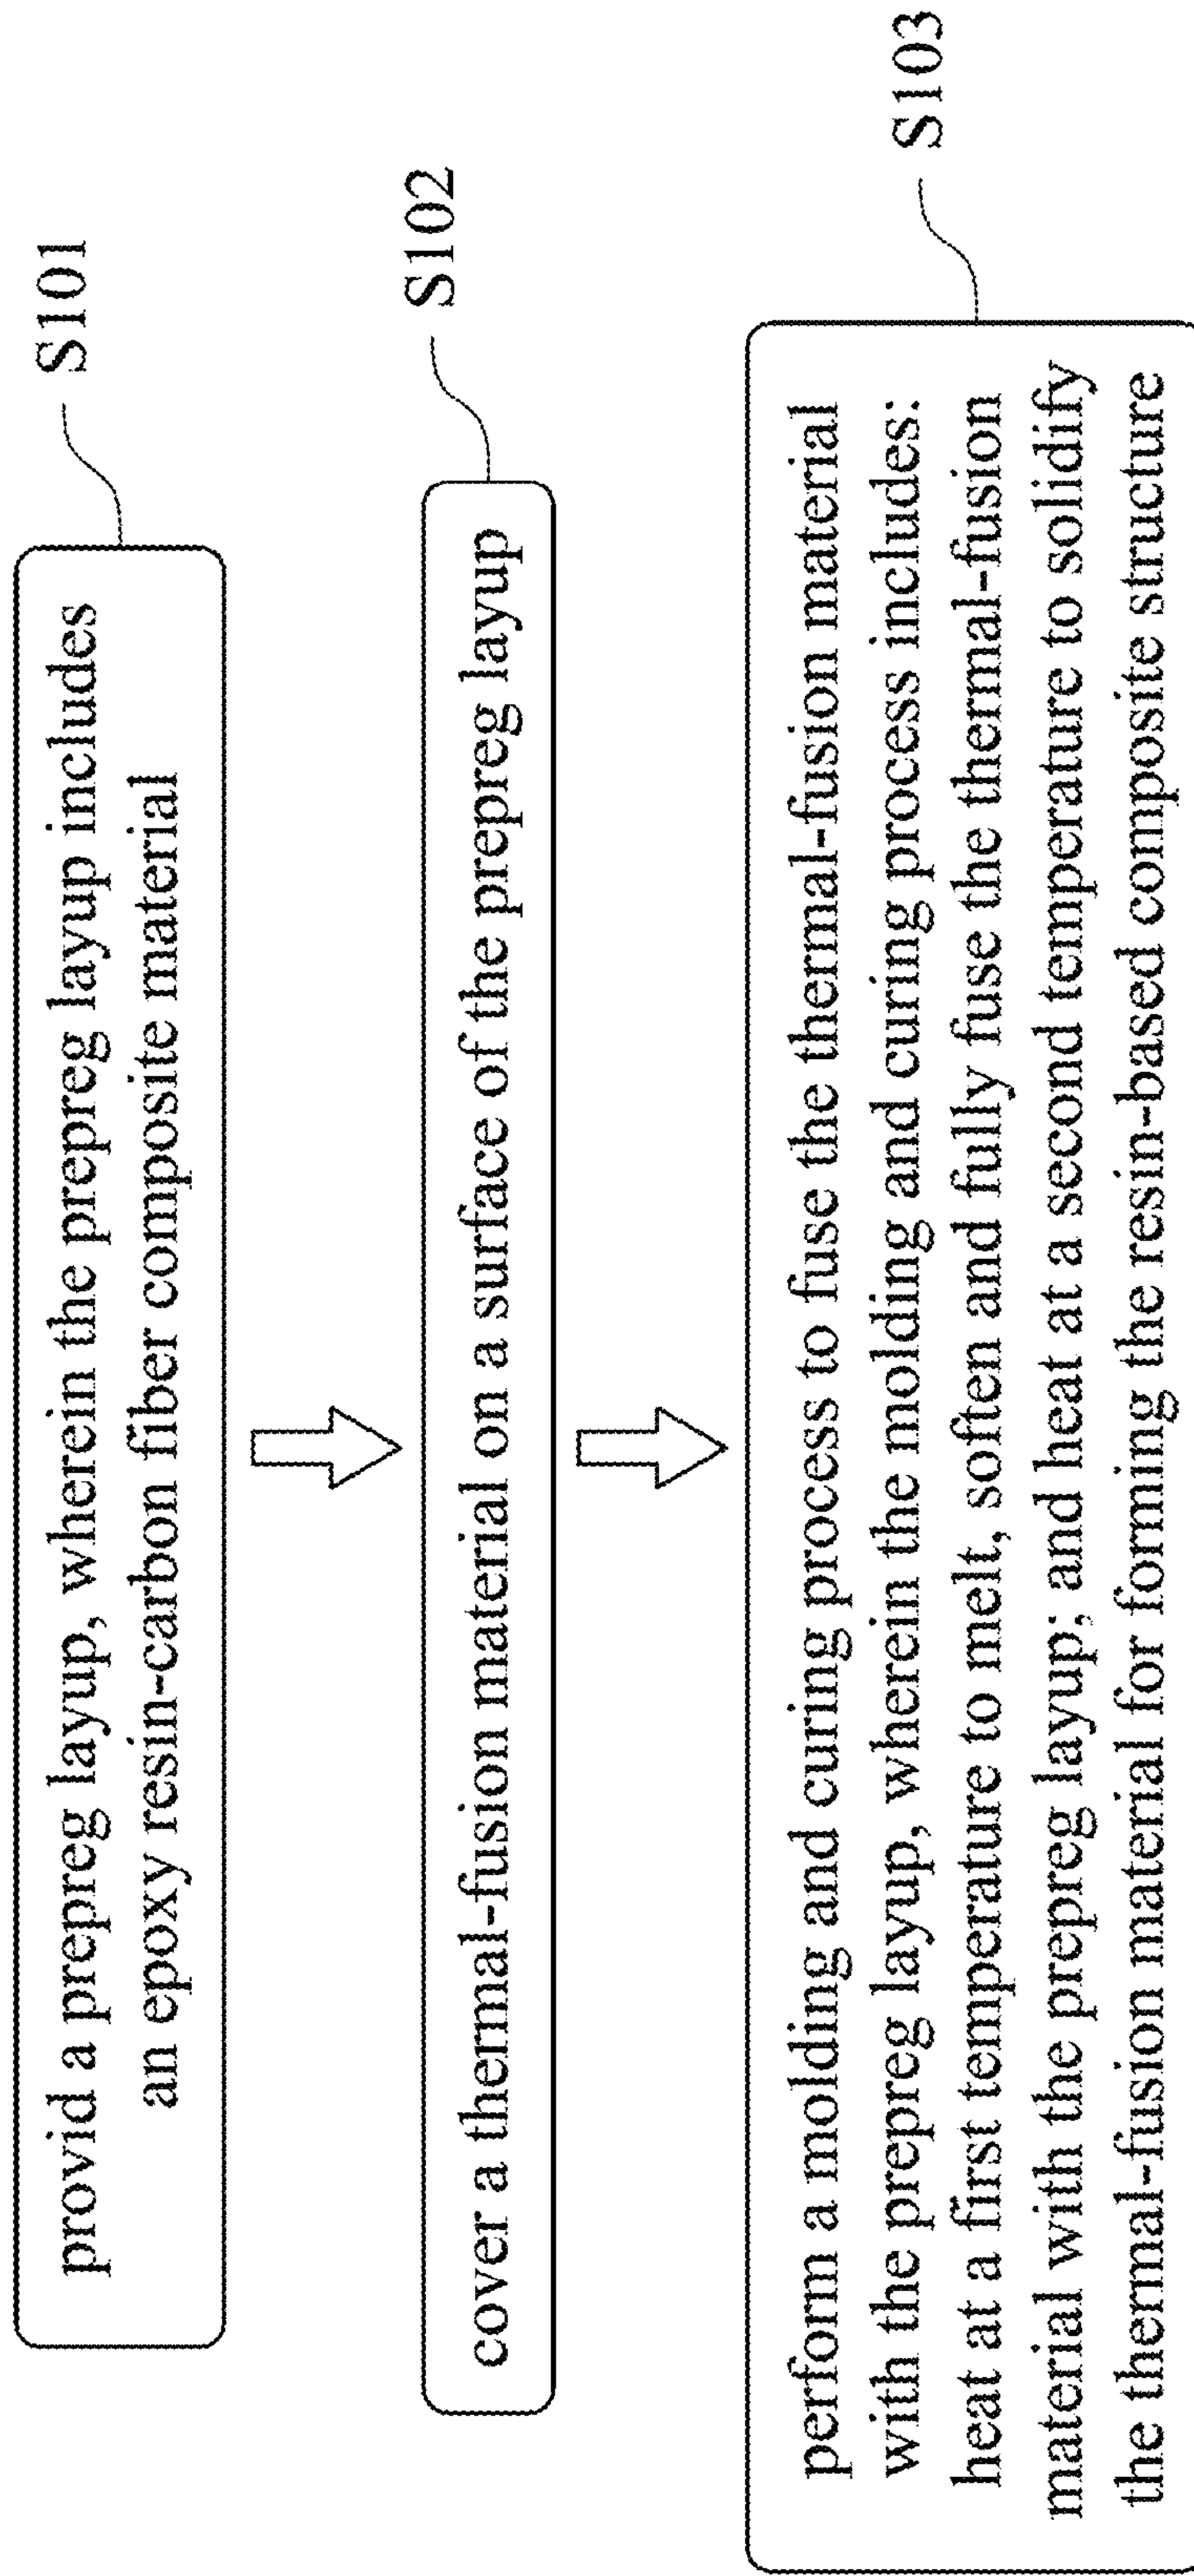 provid a prepreg layup, wherein the prepreg layup includes
an epoxy resin-carbon fiber composite material
S101
cover a thermal-fusion material on a surface of the prepreg layup
S102
perform a molding and curing process to fuse the thermal-fusion material
with the prepreg layup, wherein the molding and curing process includes:
heat at a first temperature to melt, soften and fully fuse the thermal-fusion
material with the prepreg layup; and heat at a second temperature to solidify
the thermal-fusion material for forming the resin-based composite structure
S103